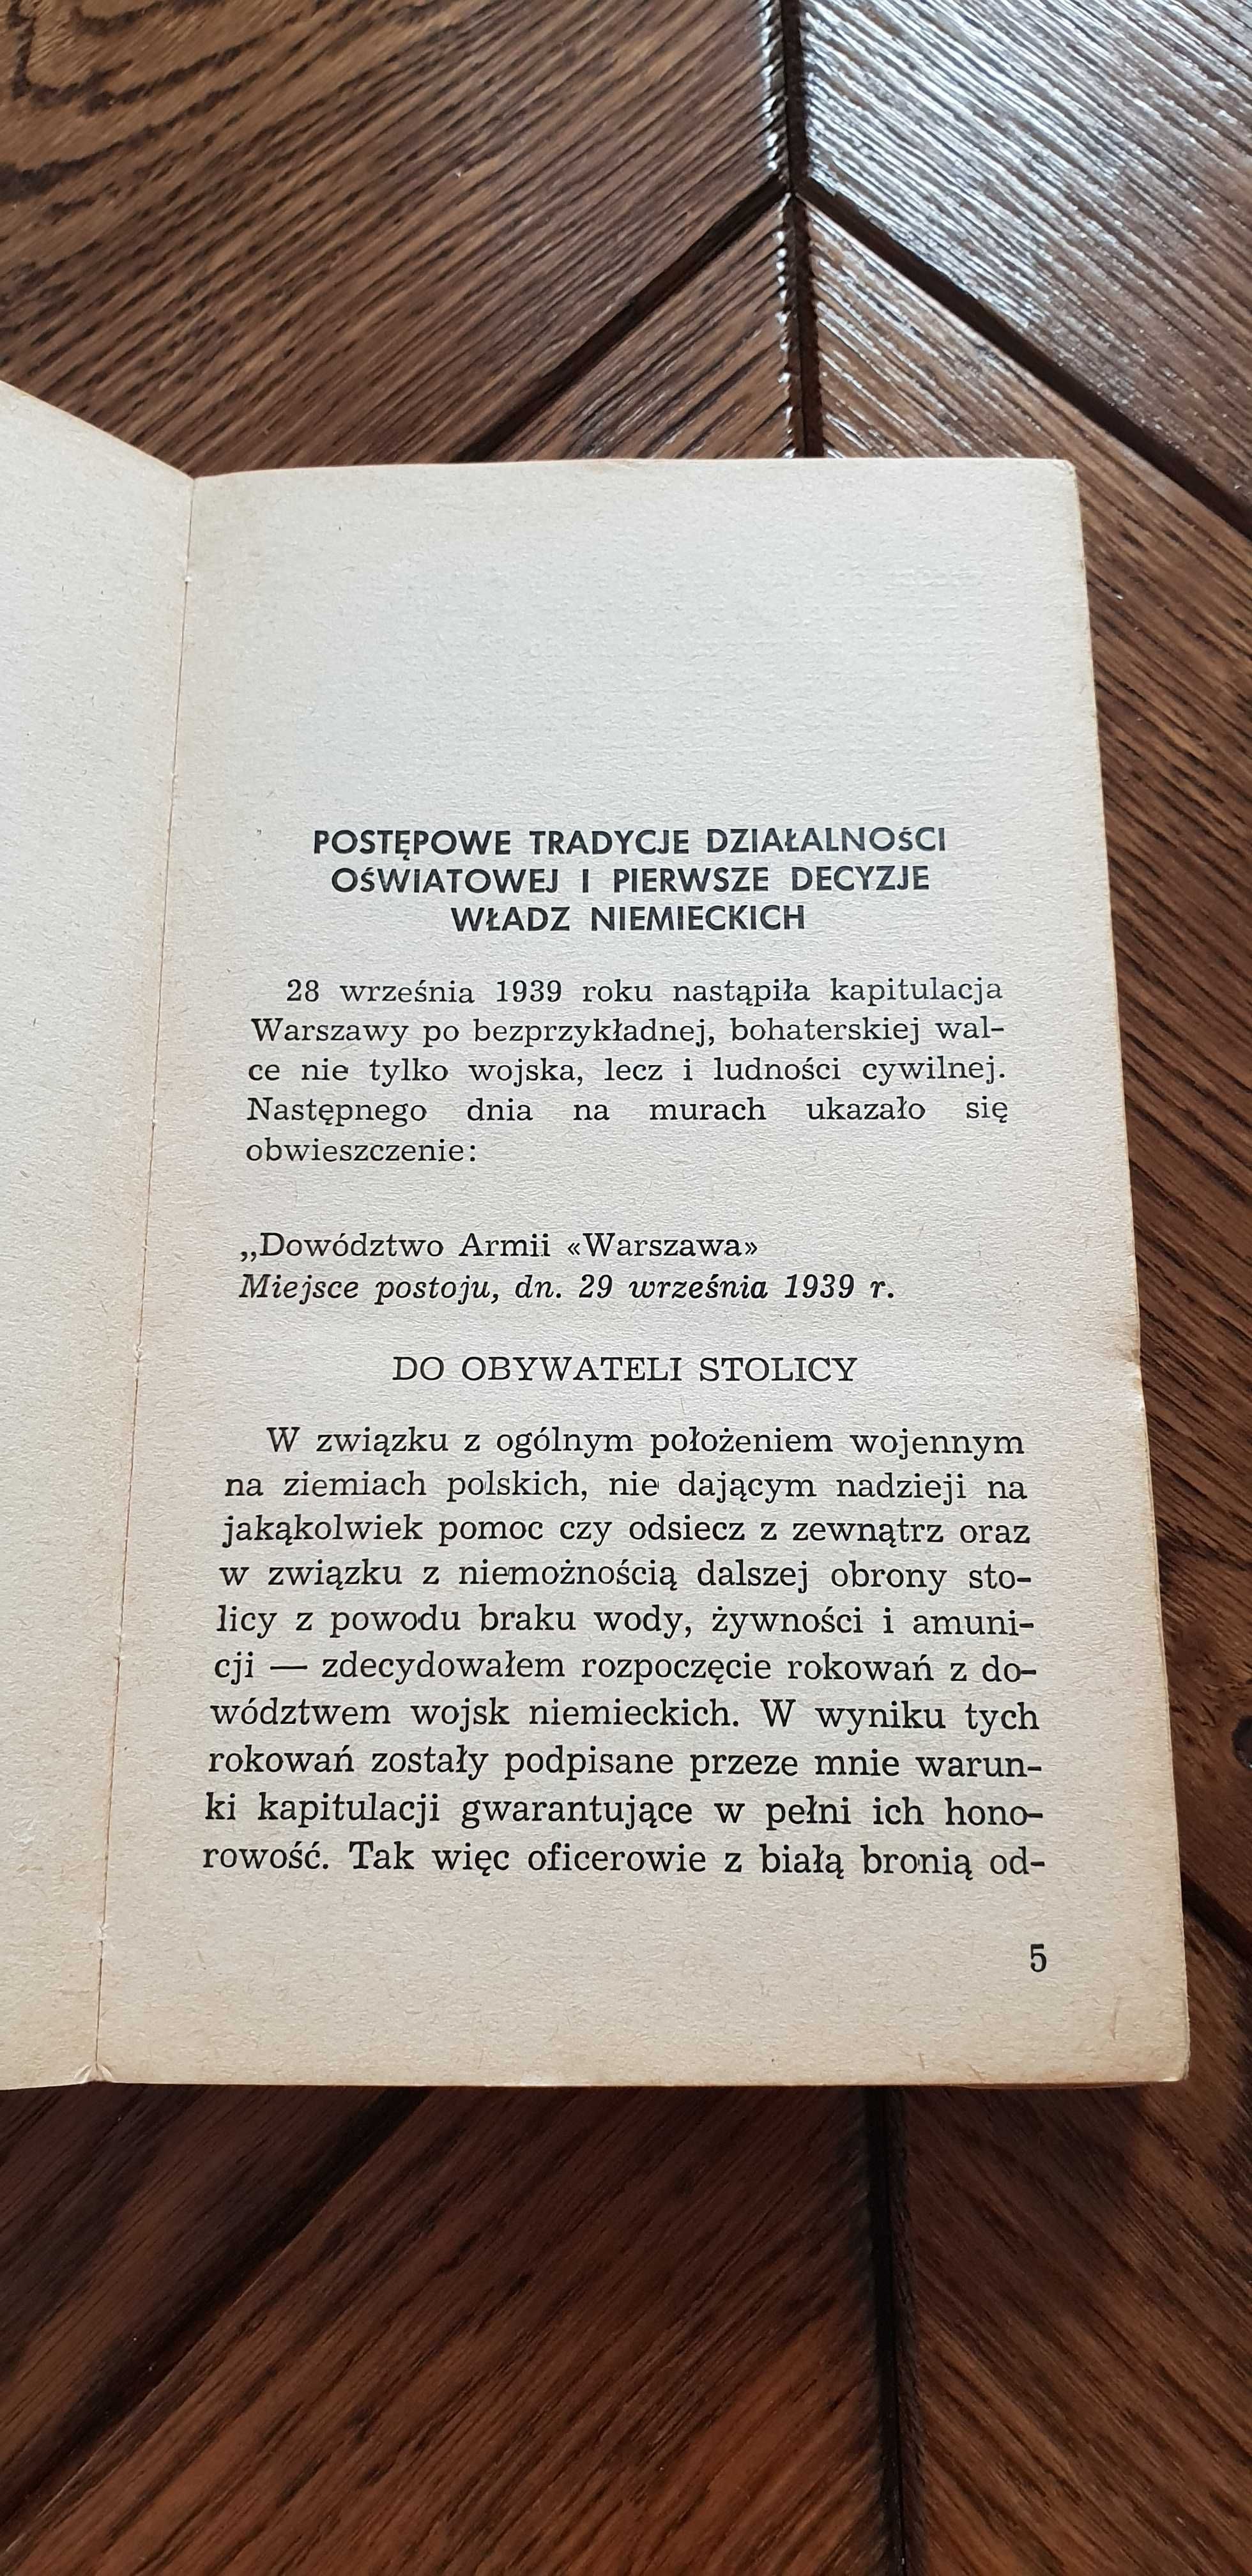 POSTĘPOWE TRADYCJE DZIAŁALNOŚCI
OŚWIATOWEJ I PIERWSZE DECYZJE
WŁADZ NIEMIECKICH
28 września 1939 roku nastąpiła kapitulacja
Warszawy po bezprzykładnej, bohaterskiej wal-
ce nie tylko wojska, lecz i ludności cywilnej.
Następnego dnia na murach ukazało się
obwieszczenie:
„Dowództwo Armii «Warszawa»
Miejsce postoju, dn. 29 września 1939 r.
DO OBYWATELI STOLICY
W związku z ogólnym położeniem wojennym
na ziemiach polskich, nie dającym nadzieji na
jakąkolwiek pomoc czy odsiecz z zewnątrz oraz
w związku z niemożnością dalszej obrony sto-
licy z powodu braku wody, żywności i amuni-
cji — zdecydowałem rozpoczęcie rokowań z do-
wództwem wojsk niemieckich. W wyniku tych
rokowań zostały podpisane przeze mnie warun-
ki kapitulacji gwarantujące w pełni ich hono-
rowość. Tak więc oficerowie z białą bronią od-
5